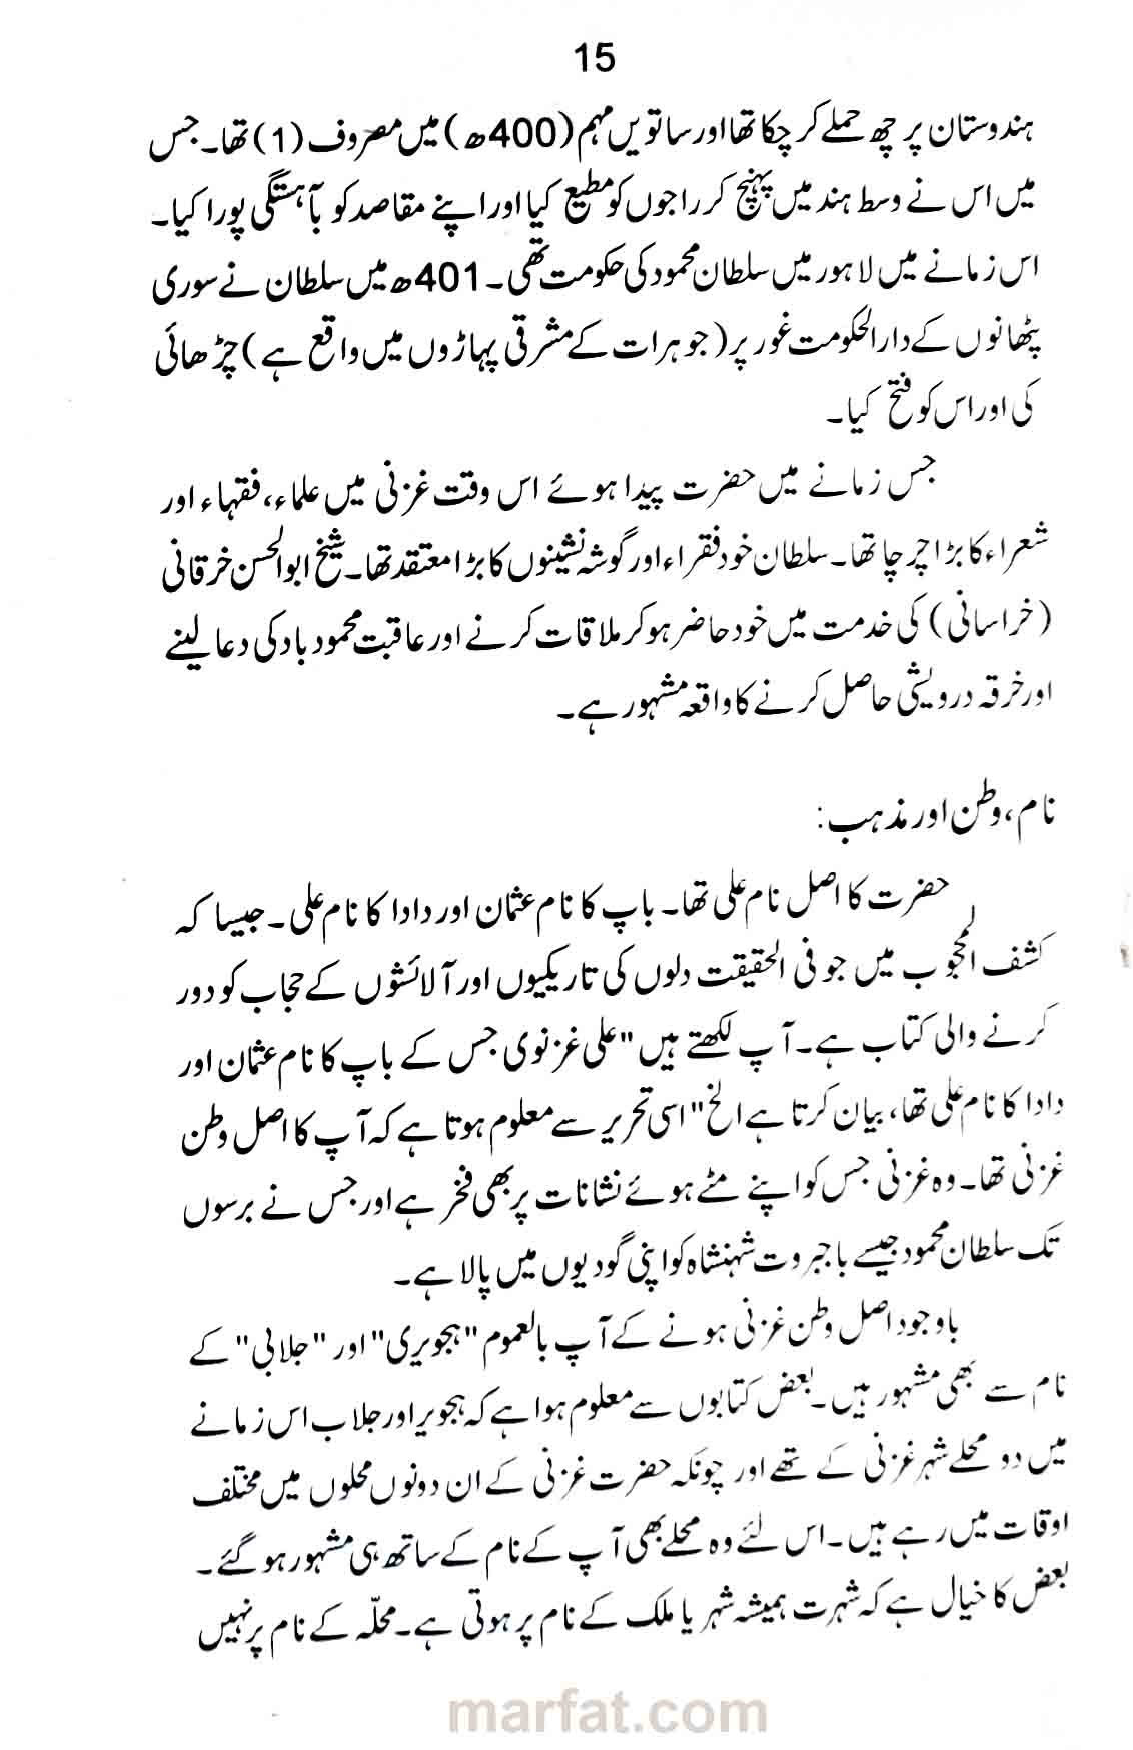 15
ہندوستان پر چھ حملے کر چکا تھا اور ساتویں مہم (400ھ) میں مصروف (1) تھا۔ جس
میں اس نے وسط ہند میں پہنچ کر راجوں کو مطیع کیا اور اپنے مقاصد کو بآہستگی پورا کیا۔
اس زمانے میں لاہور میں سلطان محمود کی حکومت تھی۔ 401ھ میں سلطان نے سوری
پٹھانوں کے دارالحکومت غور پر (جو ہرات کے مشرقی پہاڑوں میں واقع ہے) چڑھائی
کی اور اس کو فتح کیا۔
جس زمانے میں حضرت پیدا ہوئے اس وقت غزنی میں علماء، فقہاء اور
شعراء کا بڑا چرچا تھا۔ سلطان خود فقراء اور گوشہ نشینوں کا بڑا معتقد تھا۔ شیخ ابوالحسن خرقانی
(خراسانی) کی خدمت میں خود حاضر ہو کر ملاقات کرنے اور عاقبت محمود باد کی دعا لینے
اور خرقہ درویشی حاصل کرنے کا واقعہ مشہور ہے۔
نام، وطن اور مذہب:
حضرت کا اصل نام علی تھا۔ باپ کا نام عثمان اور دادا کا نام علی۔ جیسا کہ
کشف المحجوب میں جو فی الحقیقت دلوں کی تاریکیوں اور آلائشوں کے حجاب کو دور
کرنے والی کتاب ہے۔ آپ لکھتے ہیں "علی غزنوی جس کے باپ کا نام عثمان اور
دادا کا نام علی تھا، بیان کرتا ہے الخ" اسی تحریر سے معلوم ہوتا ہے کہ آپ کا اصل وطن
غزنی تھا۔ وہ غزنی جس کو اپنے مٹے ہوئے نشانات پر بھی فخر ہے اور جس نے برسوں
تک سلطان محمود جیسے باجبروت شہنشاہ کو اپنی گودیوں میں پالا ہے۔
باوجود اصل وطن غزنی ہونے کے آپ بالعموم "ہجویری" اور "جلابی" کے
نام سے بھی مشہور ہیں۔ بعض کتابوں سے معلوم ہوا ہے کہ ہجویر اور جلاب اس زمانے
میں دو محلے شہر غزنی کے تھے اور چونکہ حضرت غزنی کے ان دونوں محلوں میں مختلف
اوقات میں رہے ہیں۔ اس لئے وہ محلے بھی آپ کے نام کے ساتھ ہی مشہور ہو گئے۔
بعض کا خیال ہے کہ شہرت ہمیشہ شہر یا ملک کے نام پر ہوتی ہے۔ محلّہ کے نام پر نہیں
marfat.com